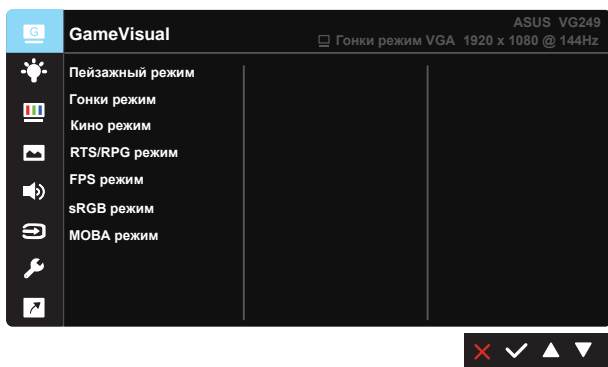 G
GameVisual
ASUS VG249
Гонки режим VGA 1920 x 1080 @ 144Hz
Пейзажный режим
Гонки режим
Кино режим
RTS/RPG режим
FPS режим
sRGB режим
MOBA режим